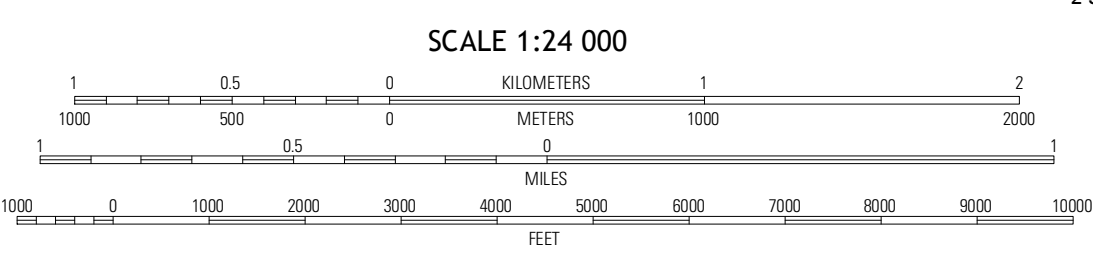 SCALE 1:24 000
1 0.5 0 KILOMETERS 1 2
1000 500 0 METERS 1000 2000
1 0.5 0 1
MILES
1000 0 1000 2000 3000 4000 5000 6000 7000 8000 9000 10000
FEET